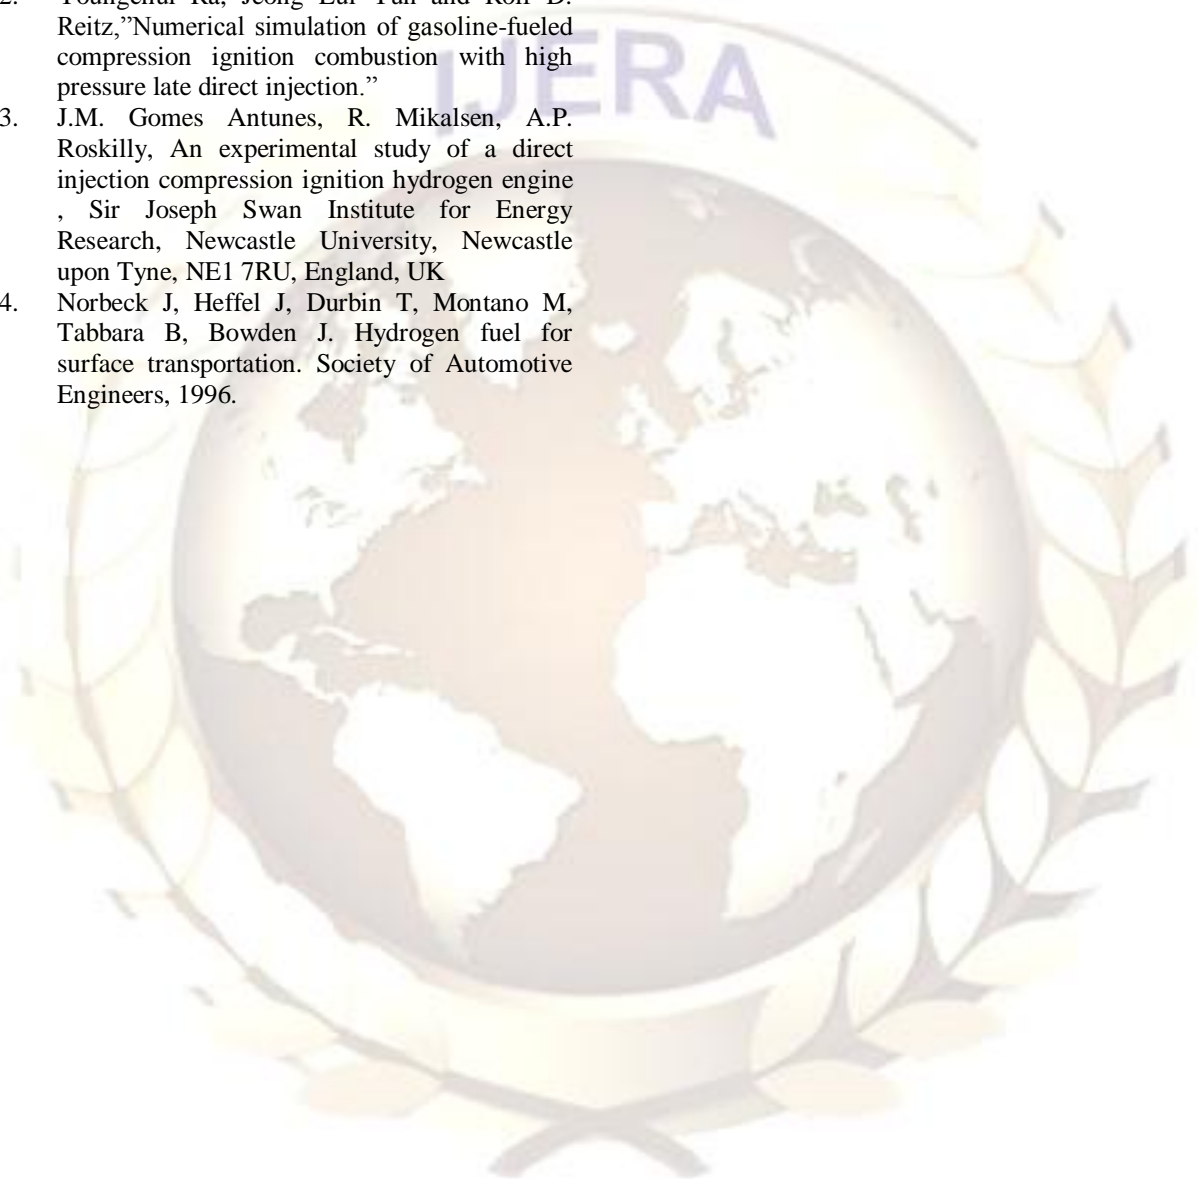 IJERA
Reitz,”Numerical simulation of gasoline-fueled
compression ignition combustion with high
pressure late direct injection.”
3. J.M. Gomes Antunes, R. Mikalsen, A.P.
Roskilly, An experimental study of a direct
injection compression ignition hydrogen engine
, Sir Joseph Swan Institute for Energy
Research, Newcastle University, Newcastle
upon Tyne, NE1 7RU, England, UK
4. Norbeck J, Heffel J, Durbin T, Montano M,
Tabbara B, Bowden J. Hydrogen fuel for
surface transportation. Society of Automotive
Engineers, 1996.